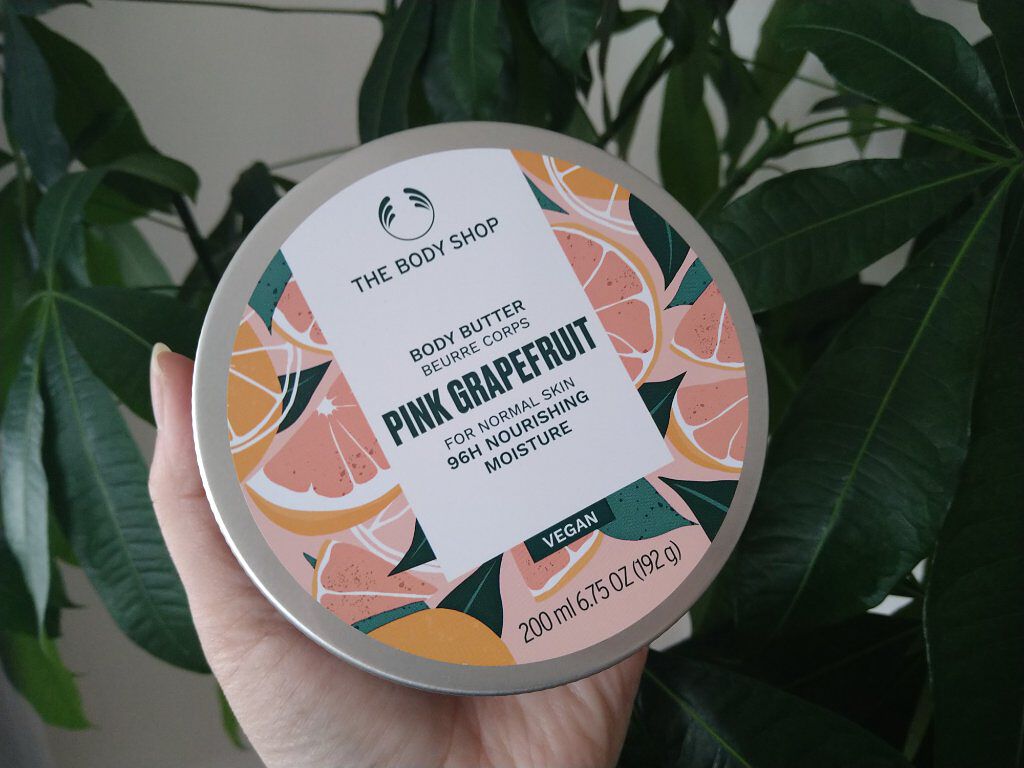 THE BODY SHOP
BODY BUTTER
BEURRE CORPS
PINK GRAPEFRUIT
FOR NORMAL SKIN
96H NOURISHING
MOISTURE
VEGAN
200 ml 6.75 OZ (192 g)